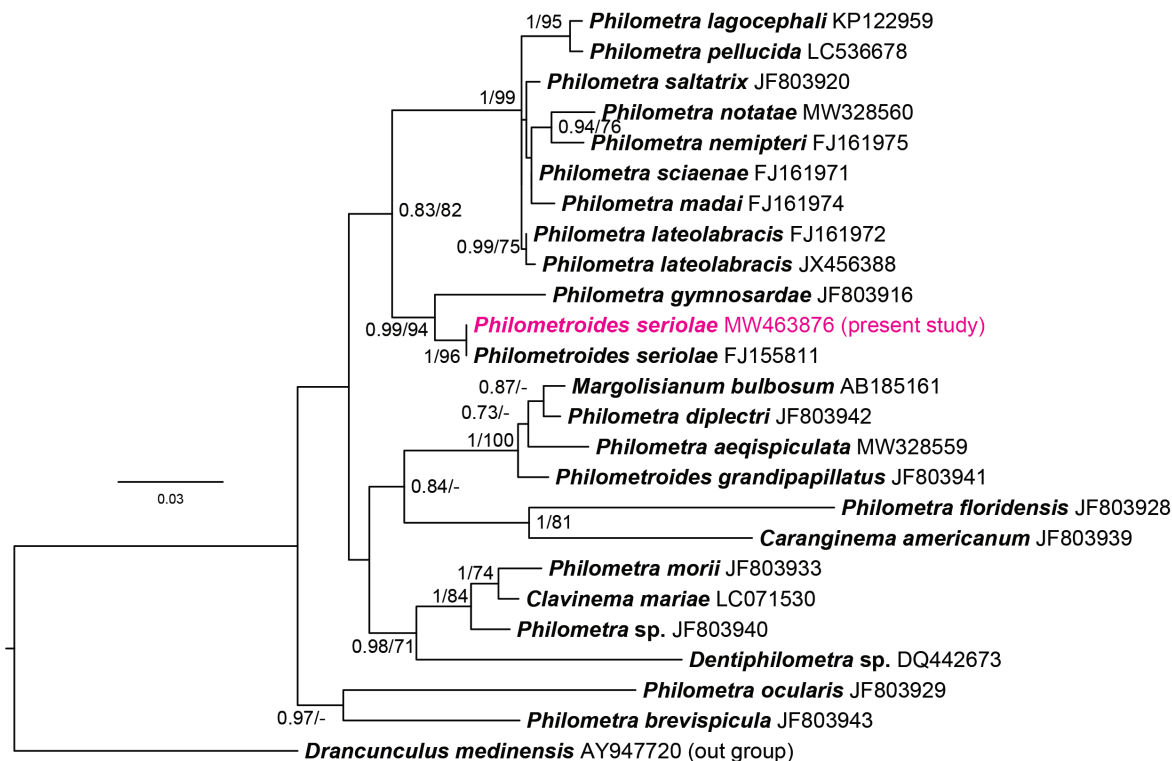 1/95
Philometra lagocephali KP122959
Philometra pellucida LC536678
Philometra saltatrix JF803920
1/99
Philometra notatae MW328560
0.94/76
Philometra nemipteri FJ161975
Philometra sciaenae FJ161971
Philometra madai FJ161974
0.83/82
Philometra lateolabracis FJ161972
0.99/75
Philometra lateolabracis JX456388
Philometra gymnosardae JF803916
0.99/94
Philometroides seriolae MW463876 (present study)
1/96
Philometroides seriolae FJ155811
0.87/-
Margolisianum bulbosum AB185161
0.73/-
Philometra diplectri JF803942
1/100
Philometra aeqispiculata MW328559
Philometroides grandipapillatus JF803941
0.84/-
0.03
Philometra floridensis JF803928
1/81
Caranginema americanum JF803939
1/74
Philometra morii JF803933
1/84
Clavinema mariae LC071530
Philometra sp. JF803940
0.98/71
Dentiphilometra sp. DQ442673
Philometra ocularis JF803929
0.97/-
Philometra brevispicula JF803943
Drancunculus medinensis AY947720 (out group)